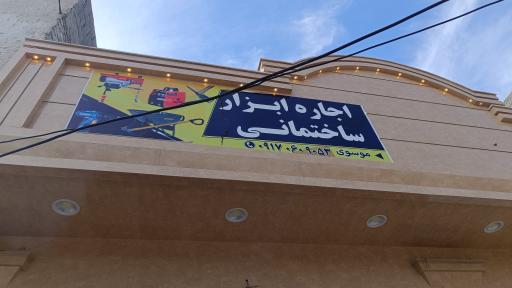 اجاره ابزار
ساختمانی
موسوی ۰۹۱۷۰۶۰۹۰۵۳